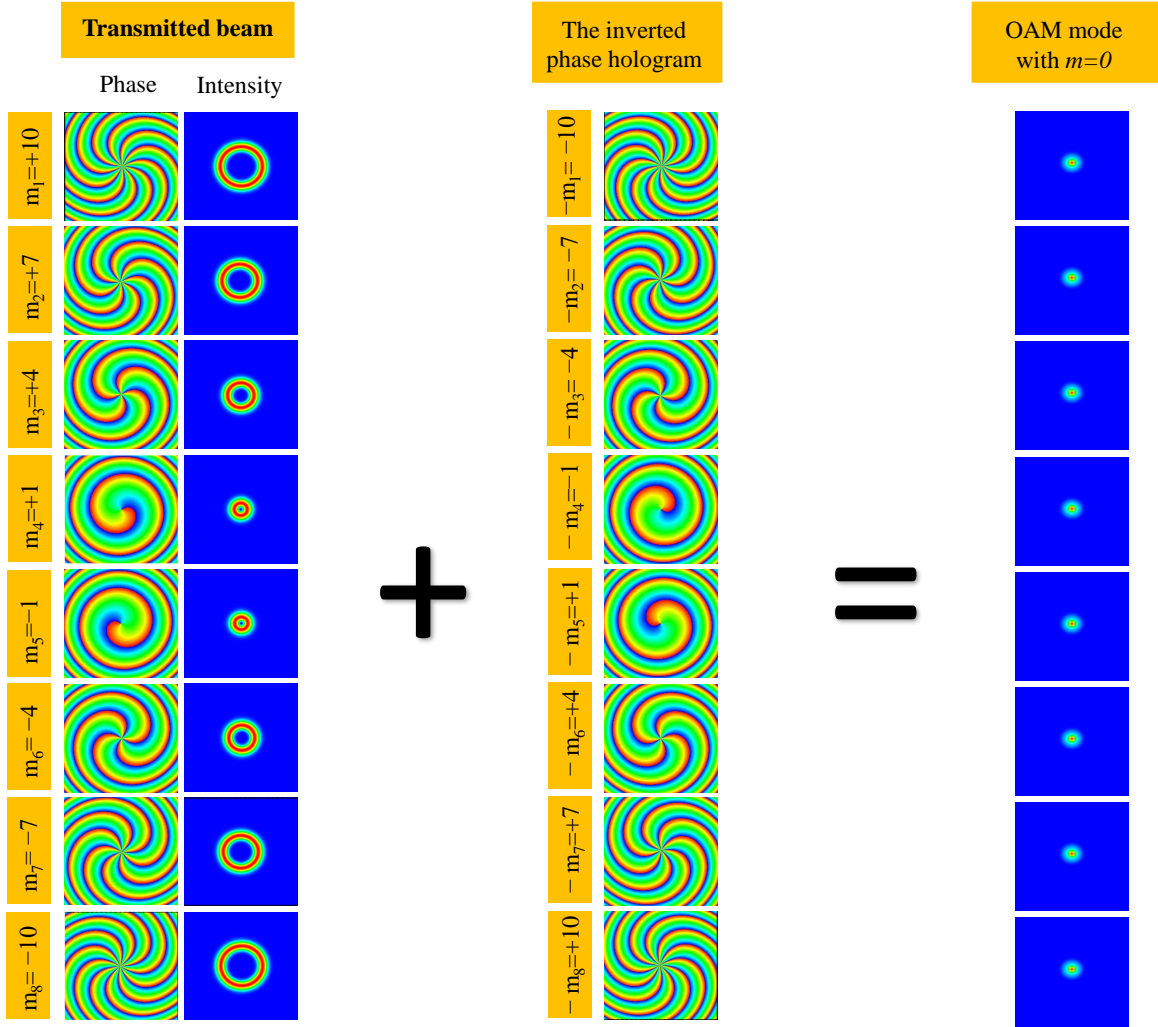 Transmitted beam
The inverted
phase hologram
OAM mode
with m=0
Phase
Intensity
m₁=+10
−m₁= −10
m₂=+7
−m₂= −7
m₃=+4
− m₃= −4
m₄=+1
− m₄=−1
m₅=−1
− m₅=+1
m₆= −4
− m₆=+4
m₇= −7
− m₇=+7
m₈= −10
− m₈=+10
+
=